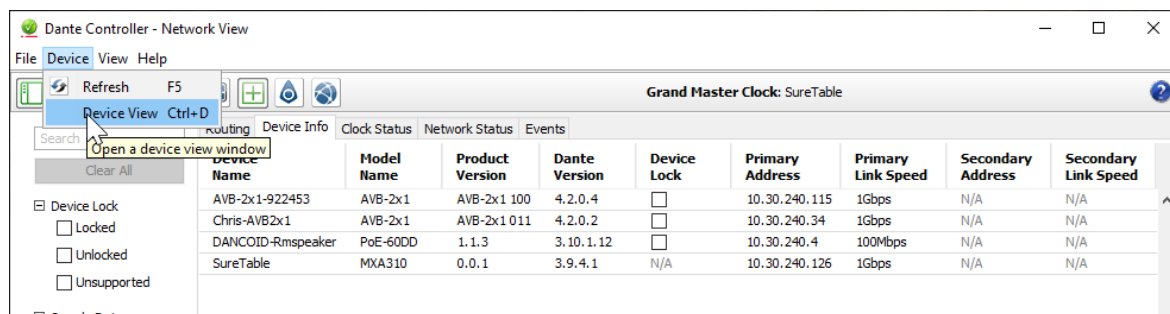 Dante Controller - Network View
File Device View Help
Refresh F5
Grand Master Clock: SureTable
Device View Ctrl+D
Search
Routing Device Info Clock Status Network Status Events
Open a device view window
Clear All
Device Name Model Name Product Version Dante Version Device Lock Primary Address Primary Link Speed Secondary Address Secondary Link Speed
AVB-2x1-922453 AVB-2x1 AVB-2x1 100 4.2.0.4 10.30.240.115 1Gbps N/A N/A
Device Lock
Chris-AVB2x1 AVB-2x1 AVB-2x1 011 4.2.0.2 10.30.240.34 1Gbps N/A N/A
Locked
DANCOID-Rmspeaker PoE-60DD 1.1.3 3.10.1.12 10.30.240.4 100Mbps N/A N/A
Unlocked
SureTable MXA310 0.0.1 3.9.4.1 N/A 10.30.240.126 1Gbps N/A N/A
Unsupported